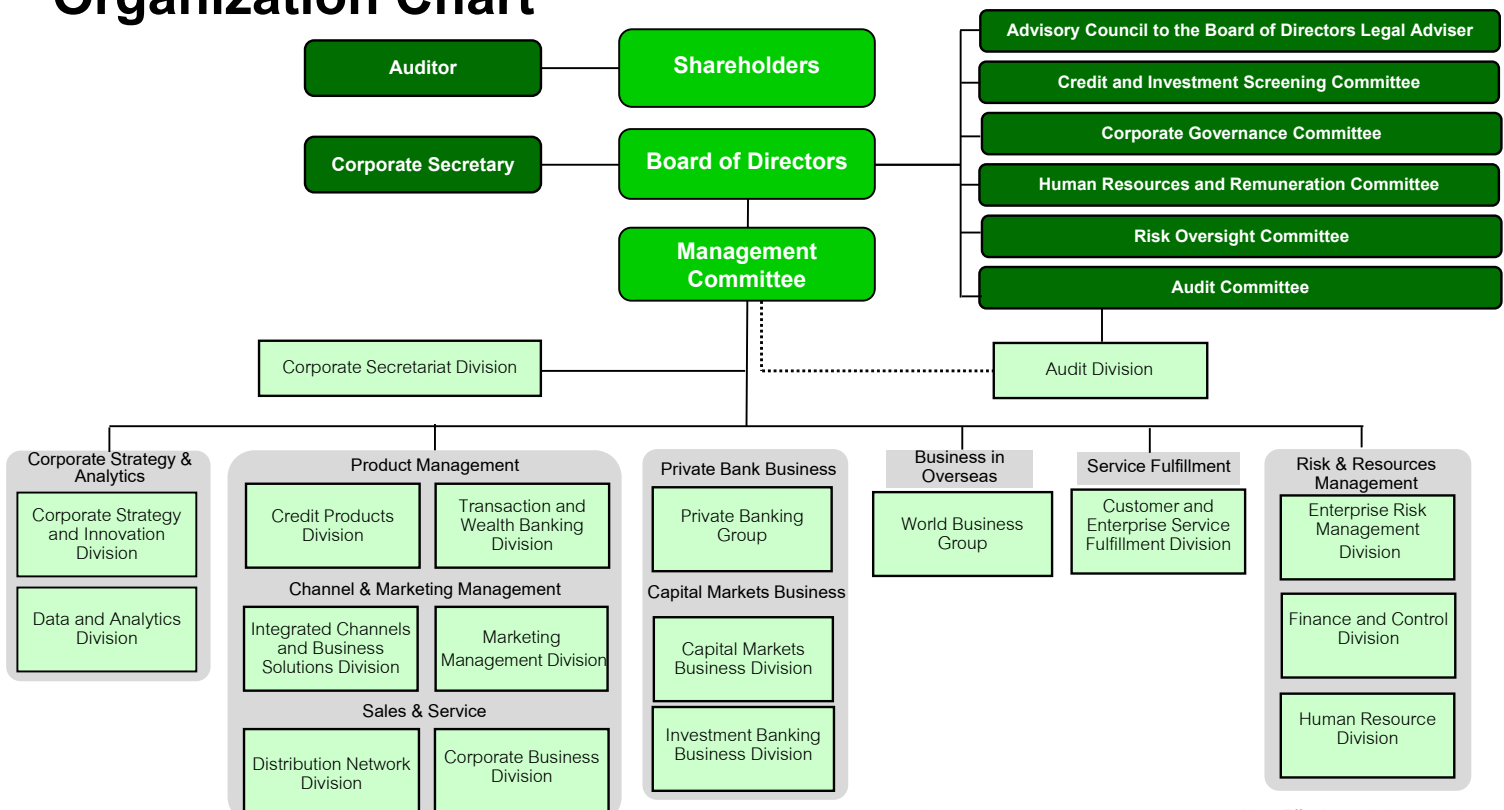 Organization Chart
Auditor
Shareholders
Advisory Council to the Board of Directors Legal Adviser
Credit and Investment Screening Committee
Corporate Governance Committee
Corporate Secretary
Board of Directors
Human Resources and Remuneration Committee
Risk Oversight Committee
Management
Committee
Audit Committee
Corporate Secretariat Division
Audit Division
Corporate Strategy &
Analytics
Corporate Strategy
and Innovation
Division
Data and Analytics
Division
Product Management
Credit Products
Division
Transaction and
Wealth Banking
Division
Channel & Marketing Management
Integrated Channels
and Business
Solutions Division
Marketing
Management Division
Sales & Service
Distribution Network
Division
Corporate Business
Division
Private Bank Business
Private Banking
Group
Capital Markets Business
Capital Markets
Business Division
Investment Banking
Business Division
Business in
Overseas
World Business
Group
Service Fulfillment
Customer and
Enterprise Service
Fulfillment Division
Risk & Resources
Management
Enterprise Risk
Management
Division
Finance and Control
Division
Human Resource
Division